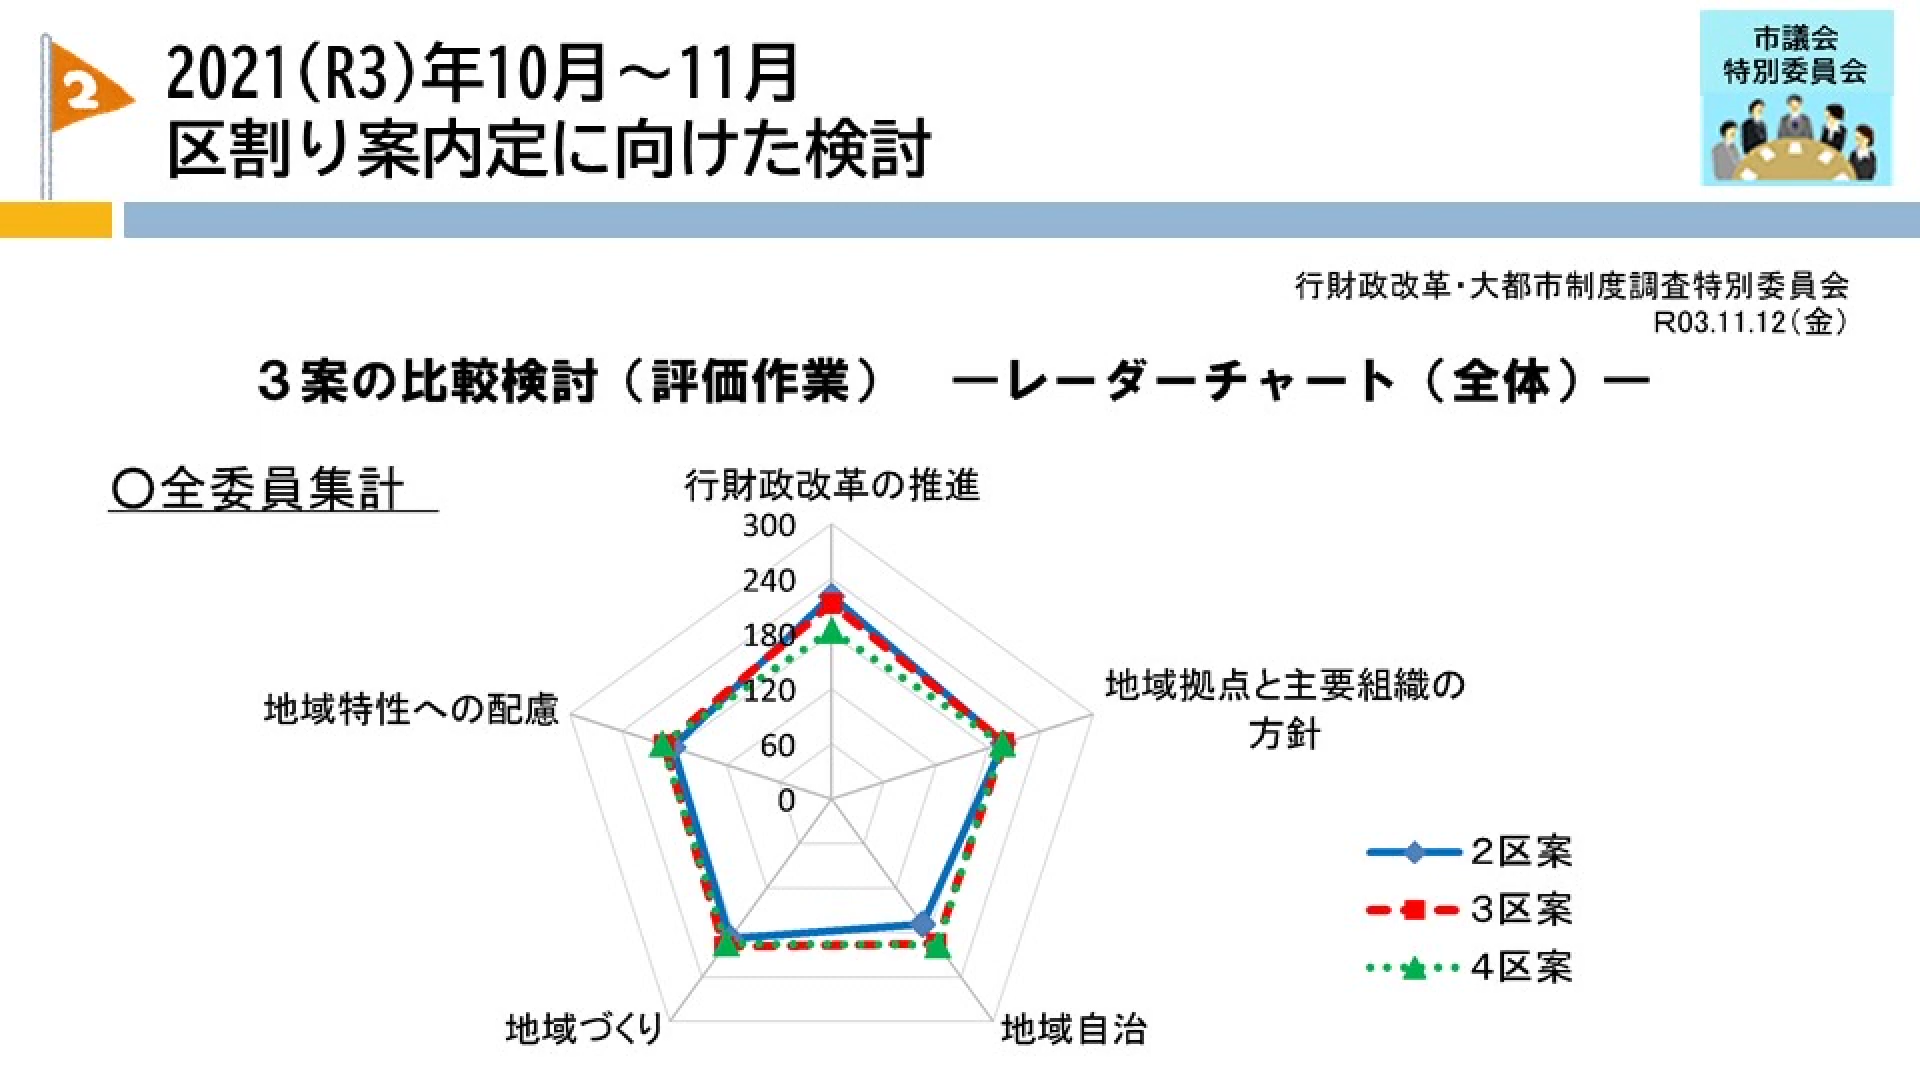 2
2021(R3)年10月～11月
区割り案内定に向けた検討
市議会
特別委員会
行財政改革・大都市制度調査特別委員会
R03.11.12(金)
３案の比較検討（評価作業）　―レーダーチャート（全体）―
〇全委員集計
行財政改革の推進
300
240
180
120
60
0
地域拠点と主要組織の
方針
地域特性への配慮
地域づくり
地域自治
２区案
３区案
４区案